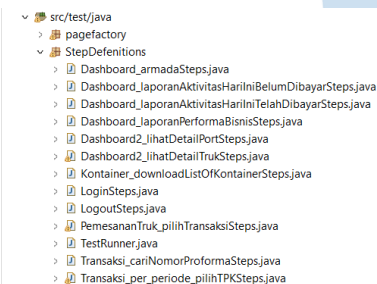 src/test/java
pagefactory
StepDefenitions
Dashboard_armadaSteps.java
Dashboard_laporanAktivitasHariIniBelumDibayarSteps.java
Dashboard_laporanAktivitasHariIniTelahDibayarSteps.java
Dashboard_laporanPerformaBisnisSteps.java
Dashboard2_lihatDetailPortSteps.java
Dashboard2_lihatDetailTrukSteps.java
Kontainer_downloadListOfKontainerSteps.java
LoginSteps.java
LogoutSteps.java
PemesananTruk_pilihTransaksiSteps.java
TestRunner.java
Transaksi_cariNomorProformaSteps.java
Transaksi_per_periode_pilihTPKSteps.java